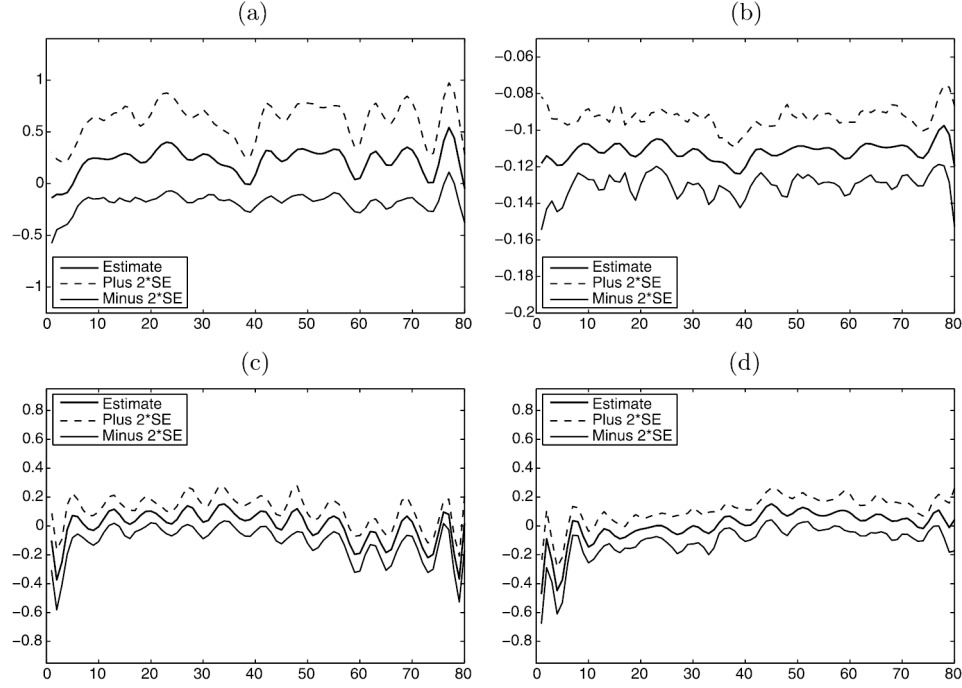 (a)
1
0.5
0
−0.5
−1
0 10 20 30 40 50 60 70 80
Estimate
Plus 2*SE
Minus 2*SE
(b)
−0.06
−0.08
−0.1
−0.12
−0.14
−0.16
−0.18
−0.2
0 10 20 30 40 50 60 70 80
Estimate
Plus 2*SE
Minus 2*SE
(c)
0.8
0.6
0.4
0.2
0
−0.2
−0.4
−0.6
−0.8
0 10 20 30 40 50 60 70 80
Estimate
Plus 2*SE
Minus 2*SE
(d)
0.8
0.6
0.4
0.2
0
−0.2
−0.4
−0.6
−0.8
0 10 20 30 40 50 60 70 80
Estimate
Plus 2*SE
Minus 2*SE